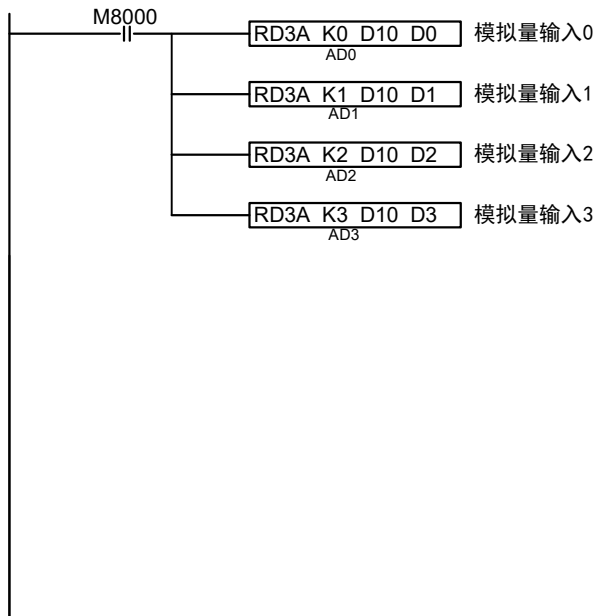 M8000
RD3A K0 D10 D0 模拟量输入0
AD0
RD3A K1 D10 D1 模拟量输入1
AD1
RD3A K2 D10 D2 模拟量输入2
AD2
RD3A K3 D10 D3 模拟量输入3
AD3